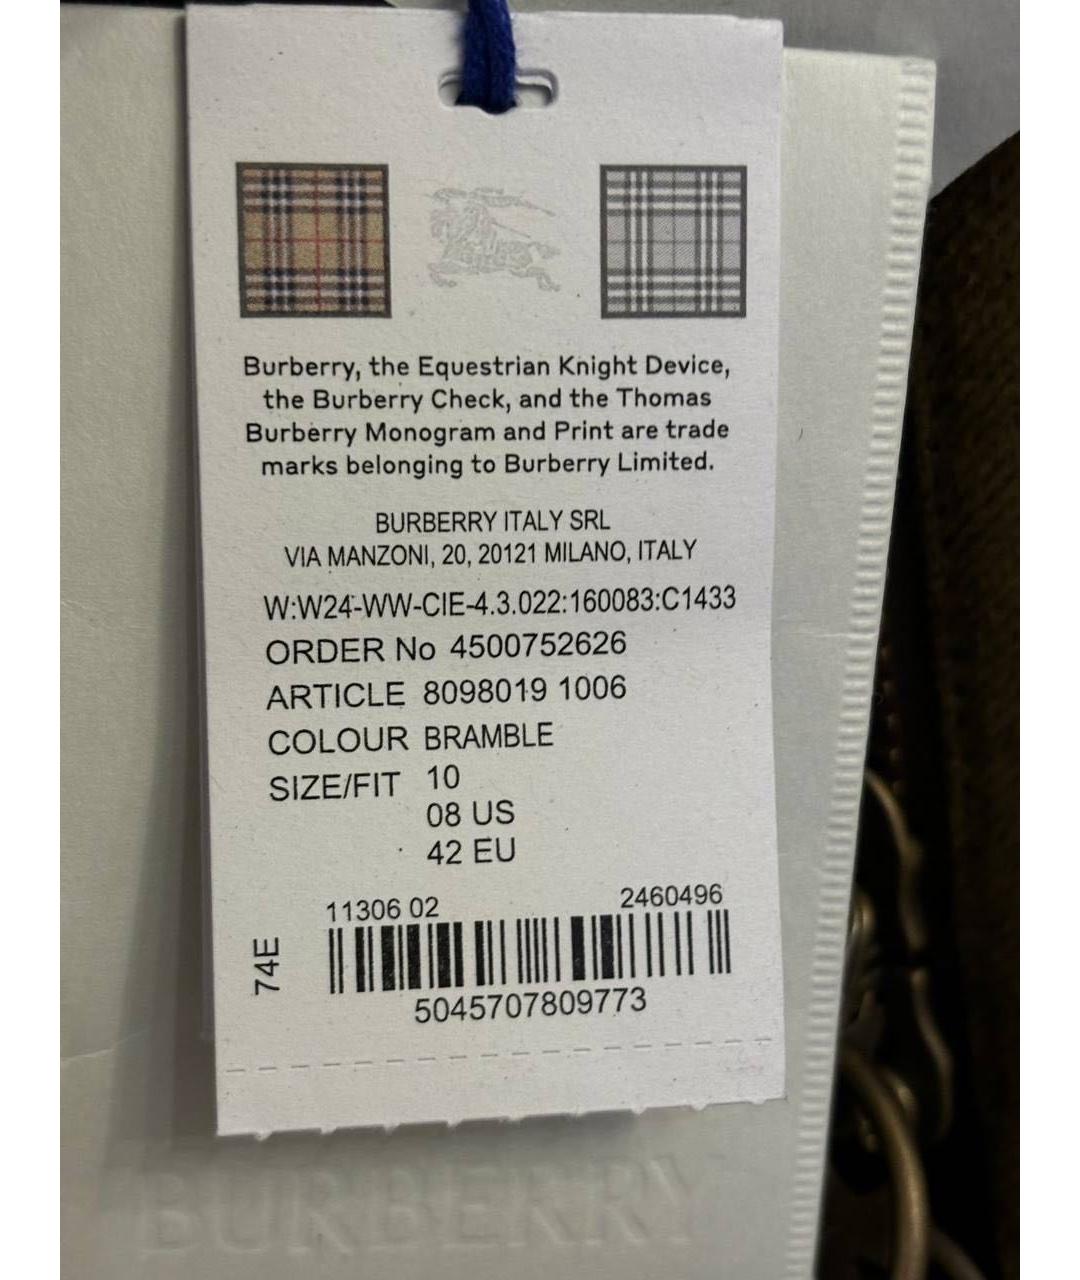 Burberry, the Equestrian Knight Device,
the Burberry Check, and the Thomas
Burberry Monogram and Print are trade
marks belonging to Burberry Limited.
BURBERRY ITALY SRL
VIA MANZONI, 20, 20121 MILANO, ITALY
W:W24-WW-CIE-4.3.022:160083:C1433
ORDER No 4500752626
ARTICLE 8098019 1006
COLOUR BRAMBLE
SIZE/FIT 10
08 US
42 EU
11306 02 2460496
74E
5045707809773
BURBERRY